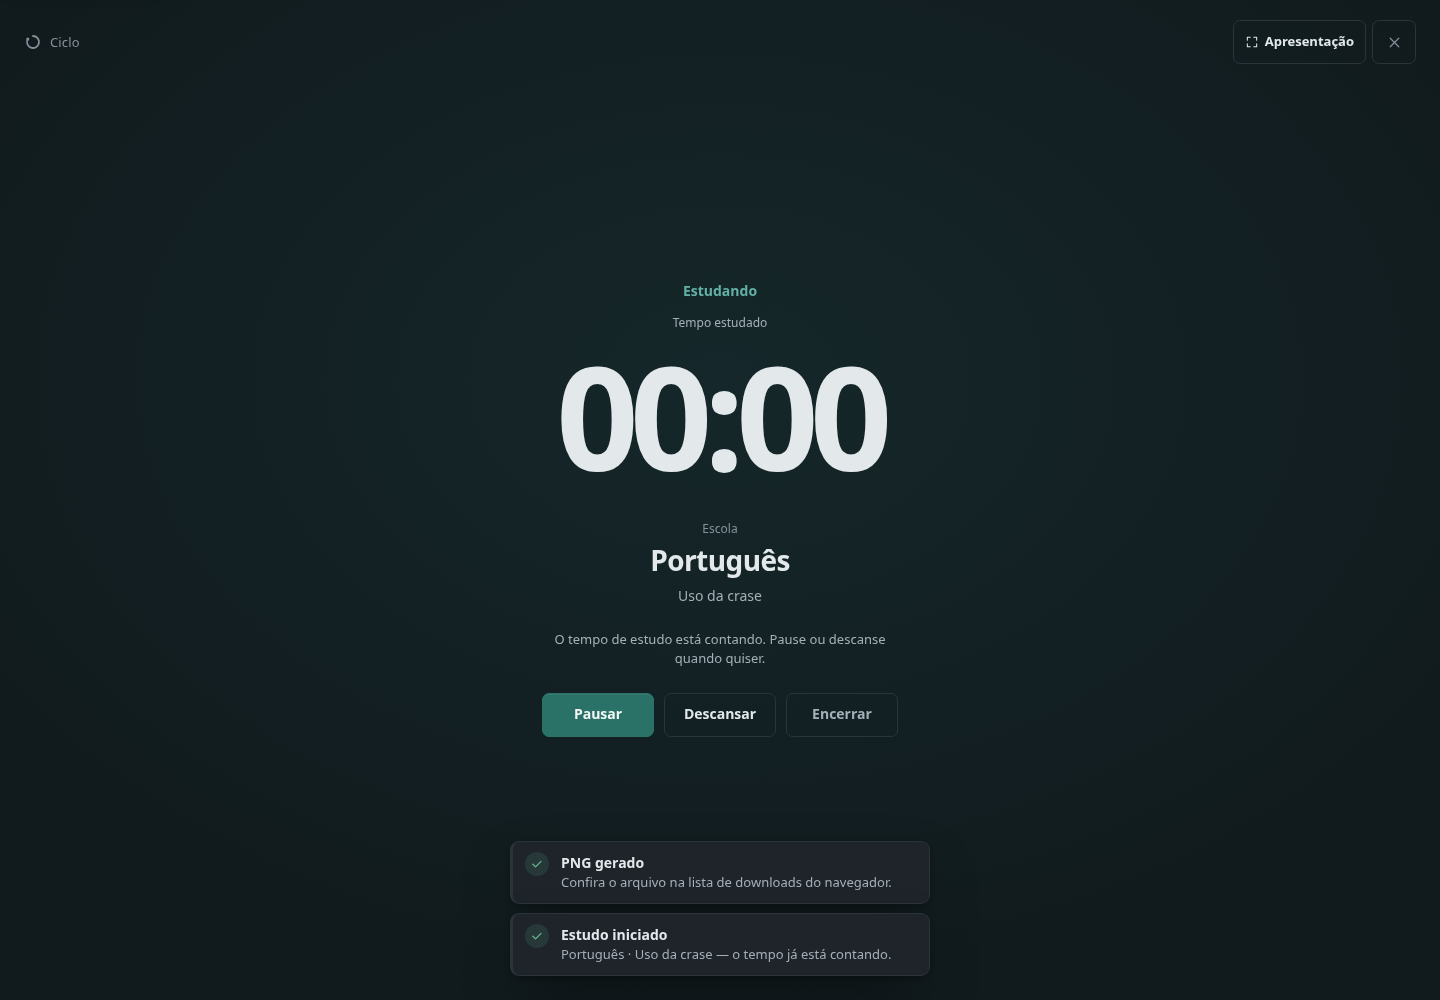 Ciclo
Apresentação
Estudando
Tempo estudado
00:00
Escola
Português
Uso da crase
O tempo de estudo está contando. Pause ou descanse
quando quiser.
Pausar
Descansar
Encerrar
PNG gerado
Confira o arquivo na lista de downloads do navegador.
Estudo iniciado
Português · Uso da crase — o tempo já está contando.